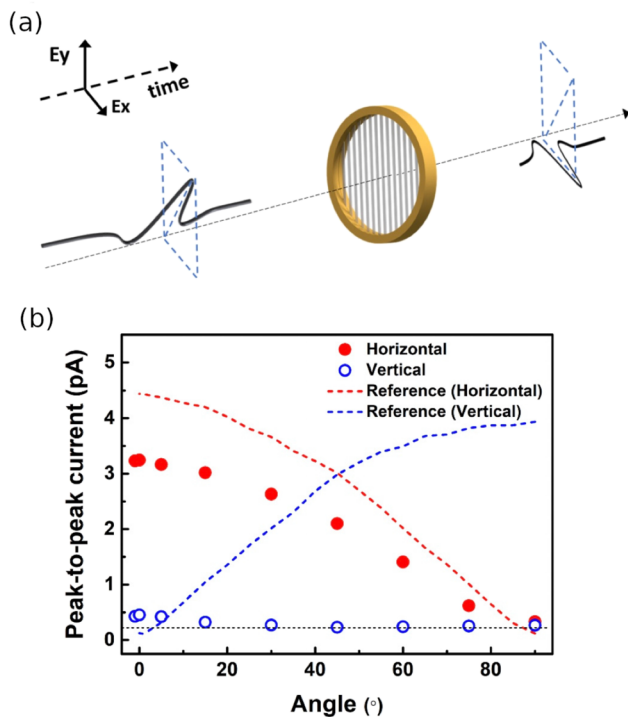 (a)
Ey
time
Ex
(b)
Peak-to-peak current (pA)
5
4
3
2
1
0
Horizontal
Vertical
Reference (Horizontal)
Reference (Vertical)
0 20 40 60 80
Angle (°)